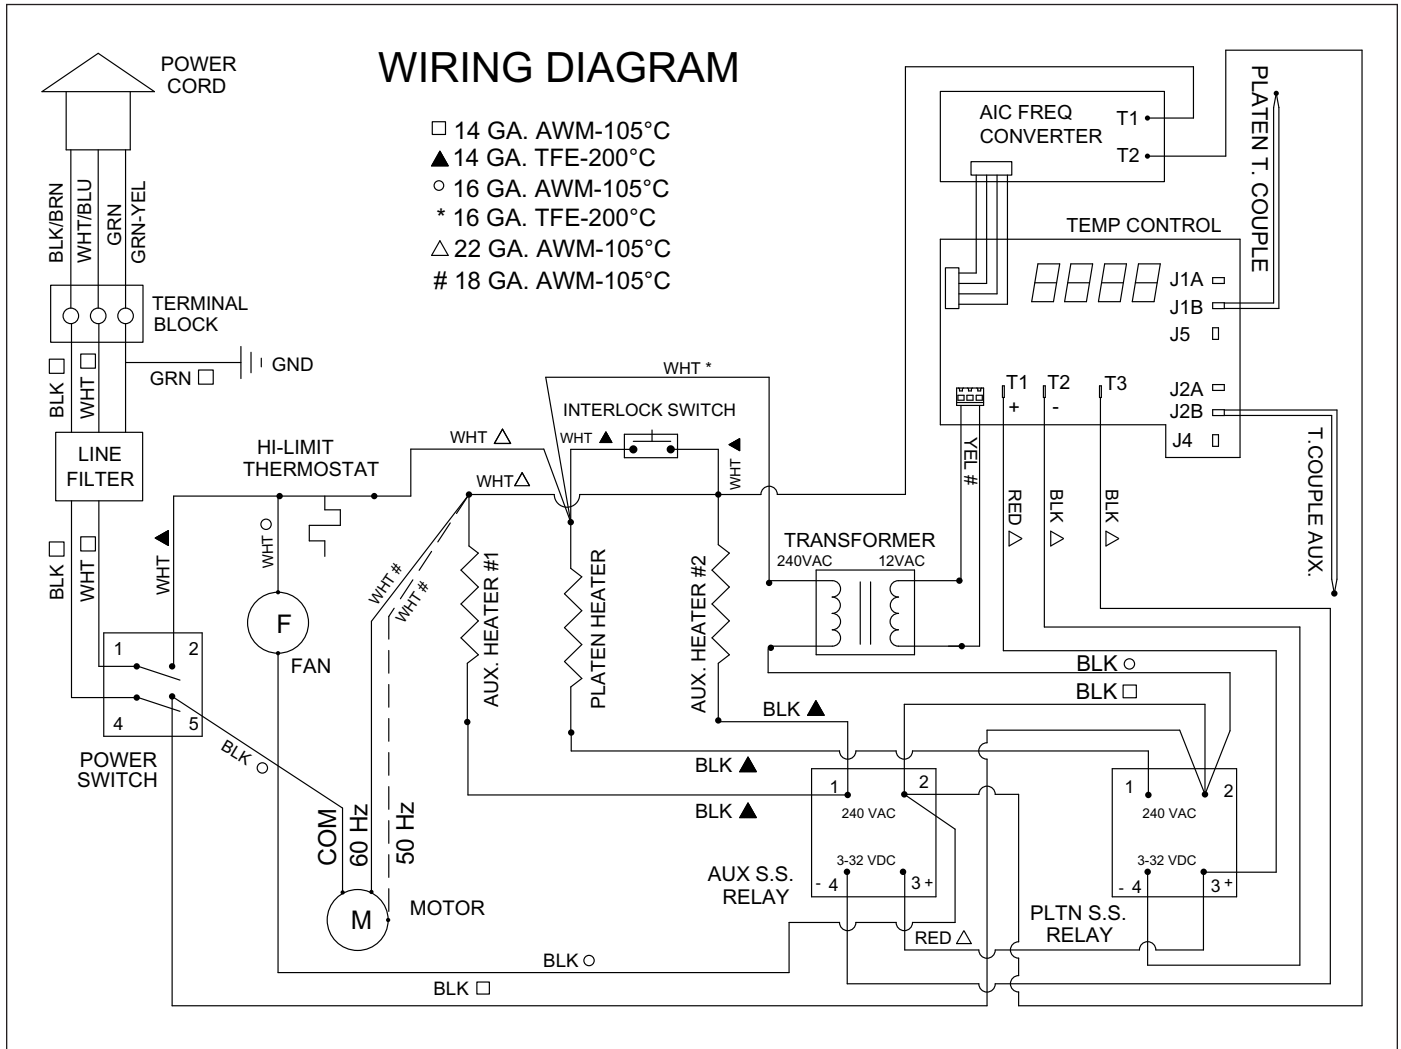 WIRING DIAGRAM
POWER
CORD
□ 14 GA. AWM-105°C
▲ 14 GA. TFE-200°C
○ 16 GA. AWM-105°C
* 16 GA. TFE-200°C
△ 22 GA. AWM-105°C
# 18 GA. AWM-105°C
BLK/BRN
WHT/BLU
GRN
GRN-YEL
TERMINAL
BLOCK
BLK □
WHT □
GRN □
GND
LINE
FILTER
BLK □
WHT □
WHT ▲
HI-LIMIT
THERMOSTAT
WHT ○
F
FAN
1
2
4
5
POWER
SWITCH
BLK ○
COM
60 Hz
50 Hz
M
MOTOR
WHT #
WHT #
WHT △
WHT △
WHT *
INTERLOCK SWITCH
WHT ▲
WHT ▲
AUX. HEATER #1
PLATEN HEATER
AUX. HEATER #2
TRANSFORMER
240VAC
12VAC
AIC FREQ
CONVERTER
T1
T2
PLATEN T. COUPLE
TEMP CONTROL
J1A
J1B
J5
J2A
J2B
J4
T1
+
T2
-
T3
YEL #
RED △
BLK △
BLK △
T.COUPLE AUX.
BLK ○
BLK □
BLK ▲
BLK ▲
BLK ▲
1
2
240 VAC
3-32 VDC
- 4
3 +
AUX S.S.
RELAY
1
2
240 VAC
3-32 VDC
- 4
3 +
PLTN S.S.
RELAY
RED △
BLK ○
BLK □